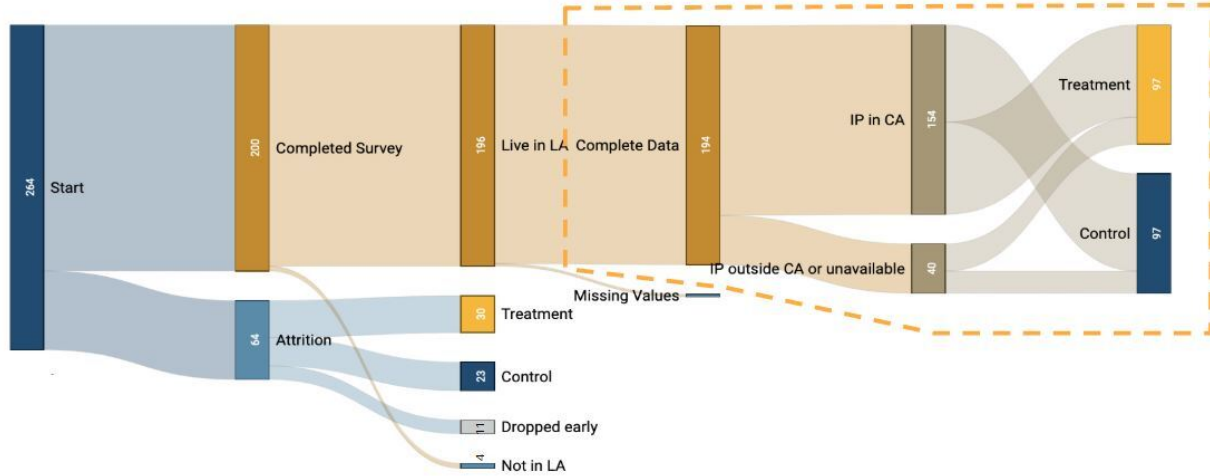 264
Start
200
Completed Survey
196
Live in LA
Complete Data
194
IP in CA
154
Treatment
97
Control
97
IP outside CA or unavailable
40
Missing Values
64
Attrition
30
Treatment
23
Control
11
Dropped early
4
Not in LA